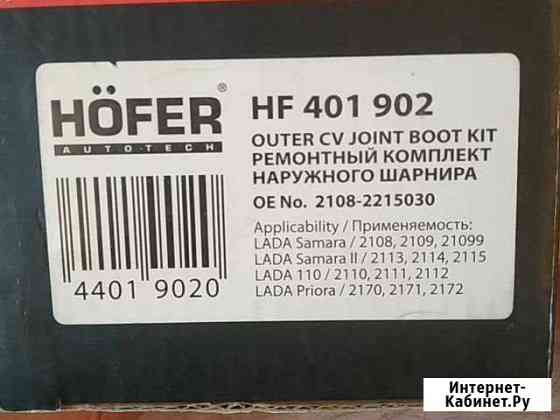 HÖFER®
AUTO-TECH
4401 9020
HF 401 902
OUTER CV JOINT BOOT KIT
РЕМОНТНЫЙ КОМПЛЕКТ
НАРУЖНОГО ШАРНИРА
OE No. 2108-2215030
Applicability / Применяемость:
LADA Samara / 2108, 2109, 21099
LADA Samara II / 2113, 2114, 2115
LADA 110 / 2110, 2111, 2112
LADA Priora / 2170, 2171, 2172
Интернет-
Кабинет.Ру